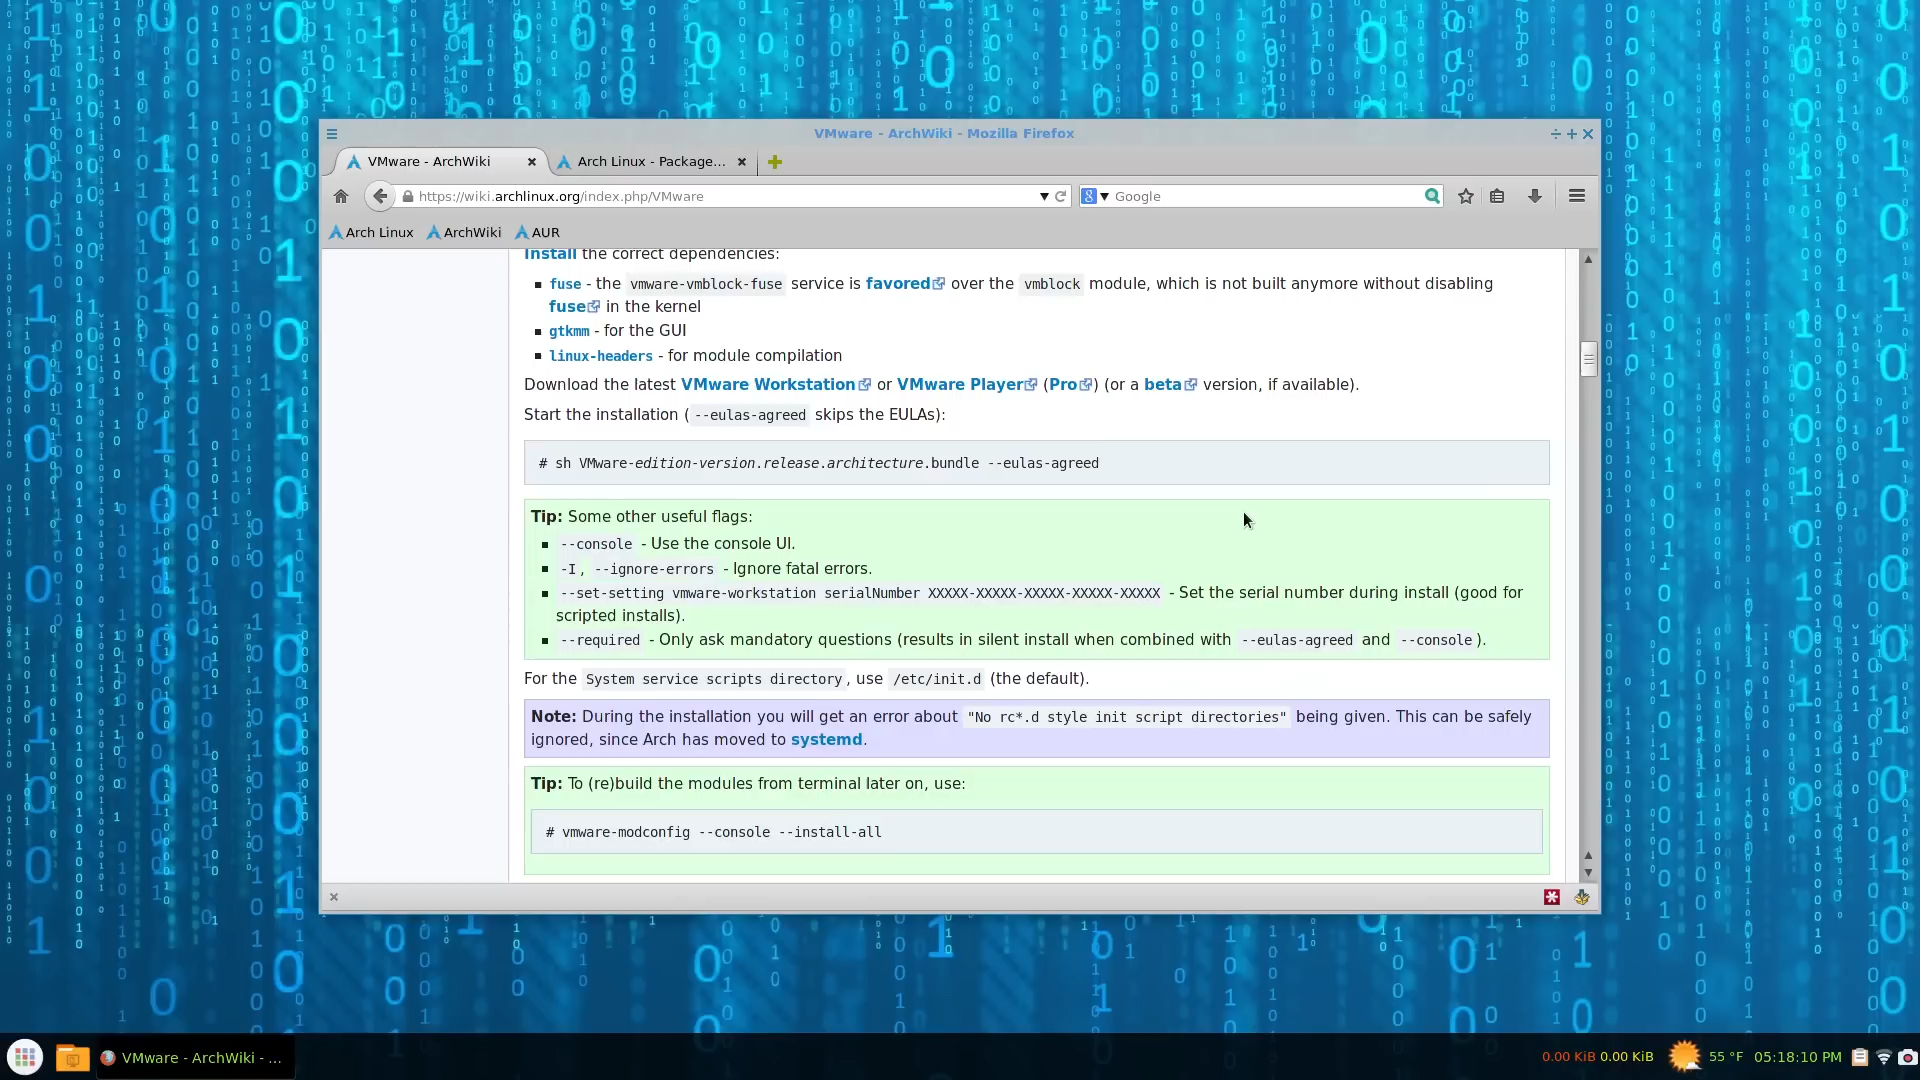 VMware - ArchWiki - Mozilla Firefox
VMware - ArchWiki
Arch Linux - Package...
https://wiki.archlinux.org/index.php/VMware
Google
Arch Linux
ArchWiki
AUR
Install the correct dependencies:
fuse - the vmware-vmblock-fuse service is favored over the vmblock module, which is not built anymore without disabling
fuse in the kernel
gtkmm - for the GUI
linux-headers - for module compilation
Download the latest VMware Workstation or VMware Player (Pro) (or a beta version, if available).
Start the installation (--eulas-agreed skips the EULAs):
# sh VMware-edition-version.release.architecture.bundle --eulas-agreed
Tip: Some other useful flags:
--console - Use the console UI.
-I, --ignore-errors - Ignore fatal errors.
--set-setting vmware-workstation serialNumber XXXXX-XXXXX-XXXXX-XXXXX-XXXXX - Set the serial number during install (good for
scripted installs).
--required - Only ask mandatory questions (results in silent install when combined with --eulas-agreed and --console).
For the System service scripts directory, use /etc/init.d (the default).
Note: During the installation you will get an error about "No rc*.d style init script directories" being given. This can be safely
ignored, since Arch has moved to systemd.
Tip: To (re)build the modules from terminal later on, use:
# vmware-modconfig --console --install-all
VMware - ArchWiki - ...
0.00 KiB 0.00 KiB
55 °F
05:18:10 PM